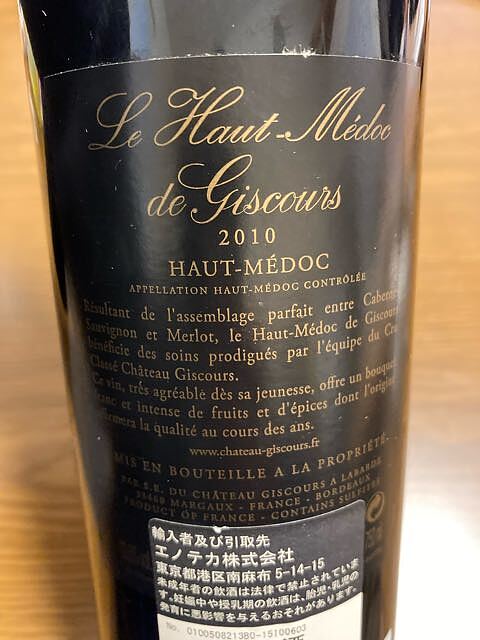 Le Haut-Médoc
de Giscours
2010
HAUT-MÉDOC
APPELLATION HAUT-MÉDOC CONTRÔLÉE
Résultant de l'assemblage parfait entre Cabernet
Sauvignon et Merlot, le Haut-Médoc de Giscours
bénéficie des soins prodigués par l'équipe du Cru
Classé Château Giscours.
Ce vin, très agréable dès sa jeunesse, offre un bouquet
franc et intense de fruits et d'épices dont l'origine
affirmera la qualité au cours des ans.
www.chateau-giscours.fr
MIS EN BOUTEILLE A LA PROPRIÉTÉ.
PAR S.E. DU CHÂTEAU GISCOURS A LABARDE
33460 MARGAUX - FRANCE - BORDEAUX
PRODUCT OF FRANCE - CONTAINS SULFITES
輸入者及び引取先
エノテカ株式会社
東京都港区南麻布 5-14-15
未成年者の飲酒は法律で禁止されていま
す。妊娠中や授乳期の飲酒は、胎児・乳児の
発育に悪影響を与えるおそれがあります。
No. 0100508213B0-15100603